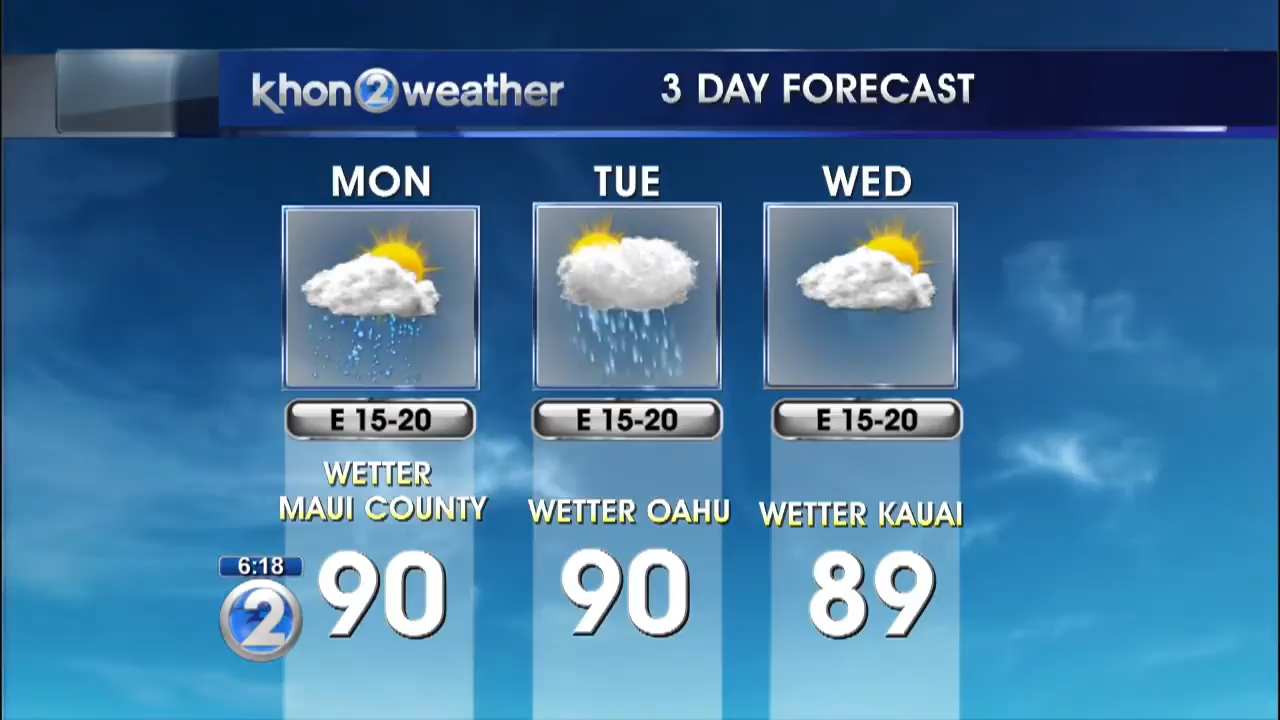 khon2weather
3 DAY FORECAST
MON
TUE
WED
E 15-20
E 15-20
E 15-20
WETTER
MAUI COUNTY
WETTER OAHU
WETTER KAUAI
6:18
2
90
90
89